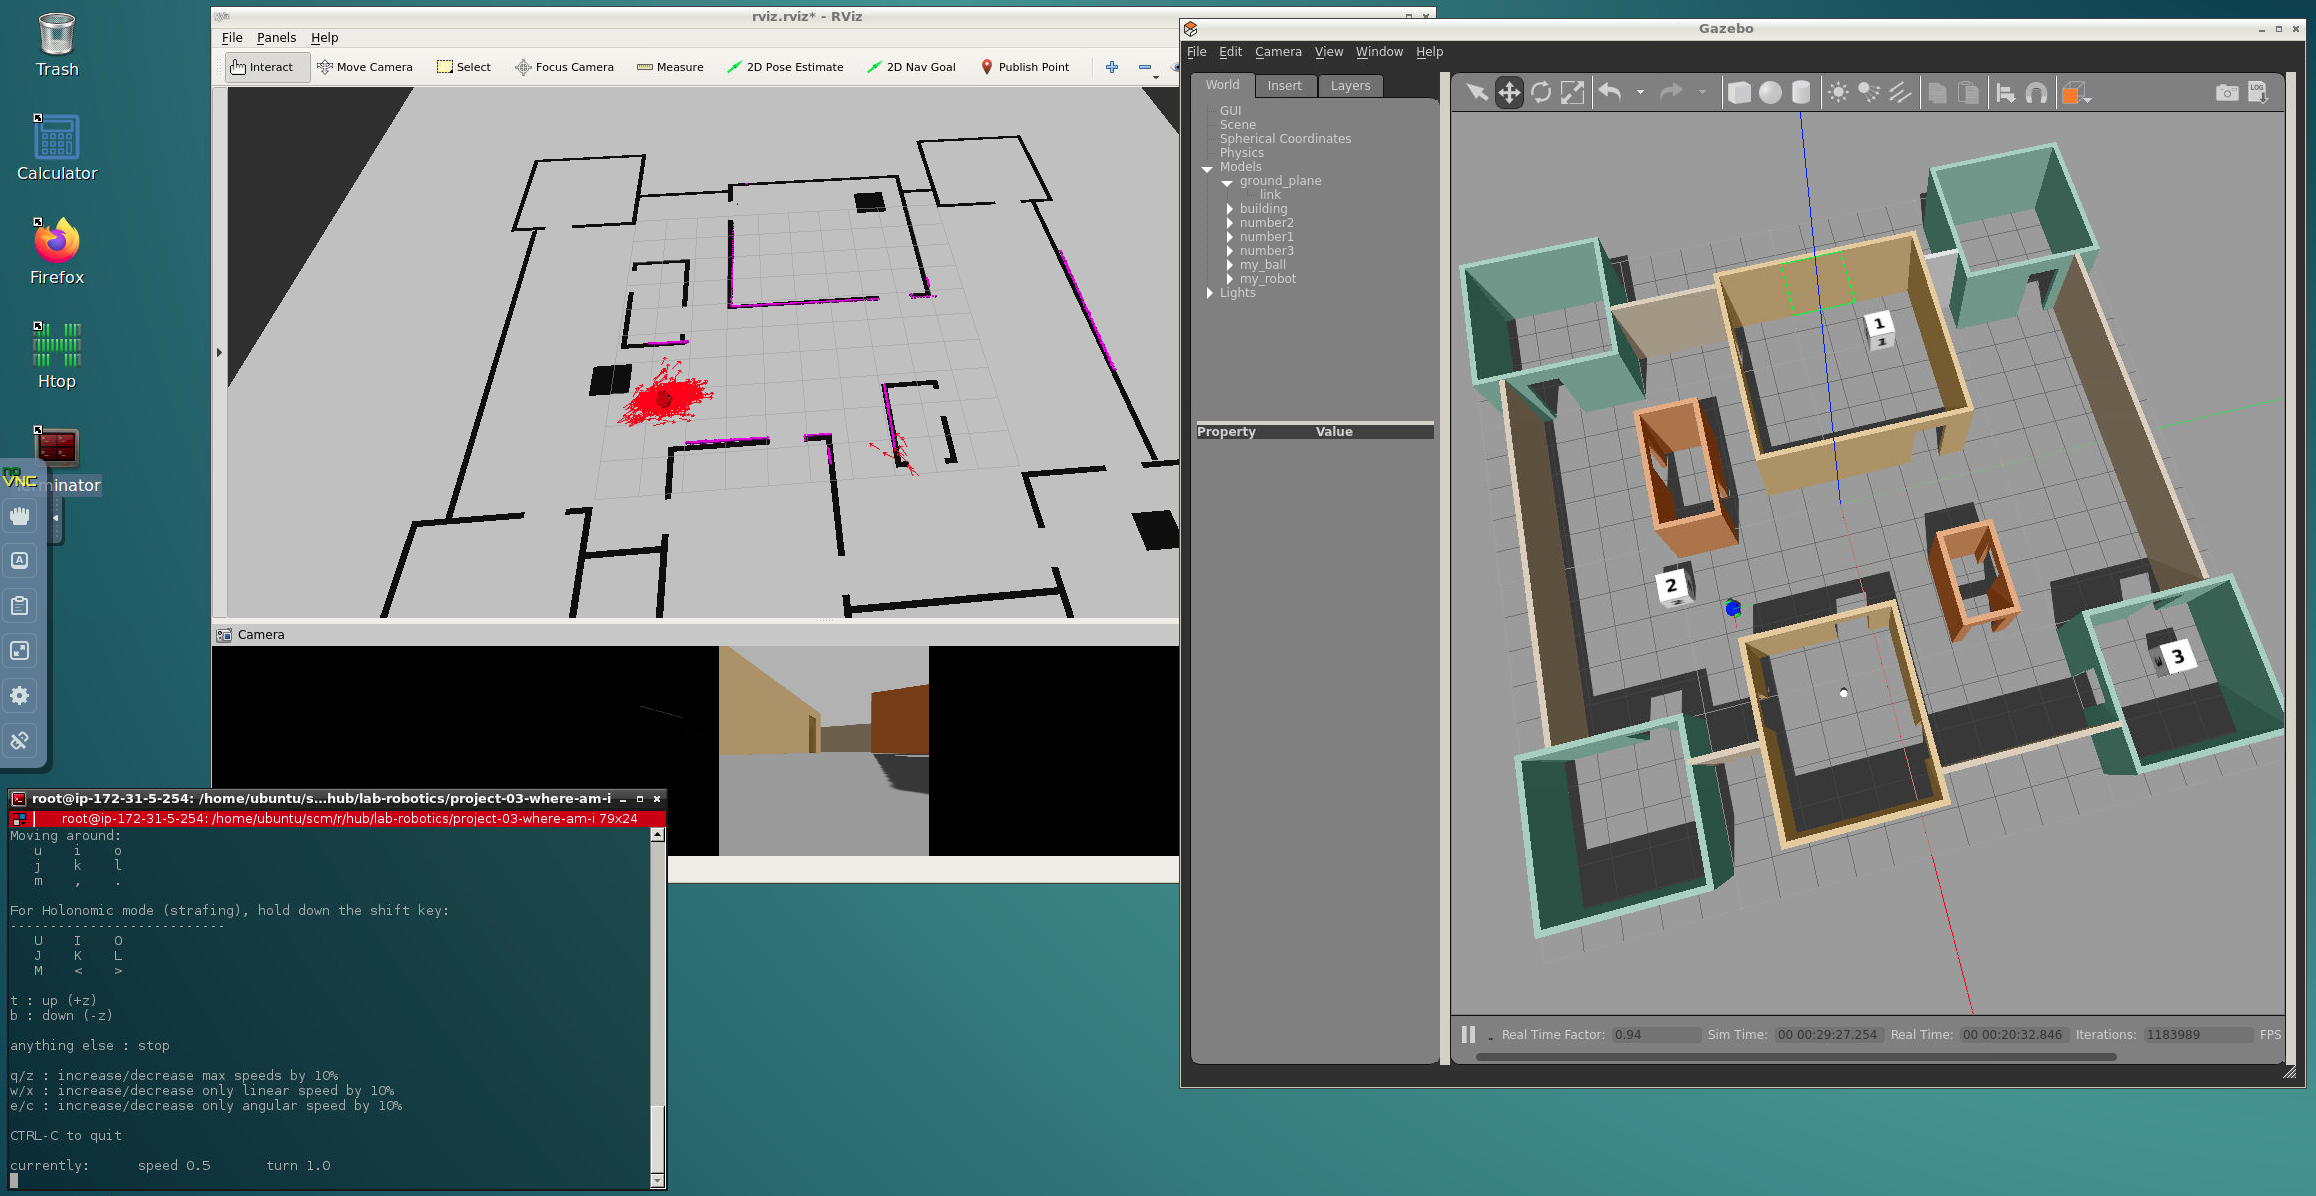 Trash
Calculator
Firefox
Htop
minator
no
VNC
A
rviz.rviz* - RViz
File Panels Help
Interact Move Camera Select Focus Camera Measure 2D Pose Estimate 2D Nav Goal Publish Point
Camera
root@ip-172-31-5-254: /home/ubuntu/s...hub/lab-robotics/project-03-where-am-i
root@ip-172-31-5-254: /home/ubuntu/scm/r/hub/lab-robotics/project-03-where-am-i 79x24
Moving around:
u i o
j k l
m , .
For Holonomic mode (strafing), hold down the shift key:
---------------------------
U I O
J K L
M < >
t : up (+z)
b : down (-z)
anything else : stop
q/z : increase/decrease max speeds by 10%
w/x : increase/decrease only linear speed by 10%
e/c : increase/decrease only angular speed by 10%
CTRL-C to quit
currently: speed 0.5 turn 1.0
Gazebo
File Edit Camera View Window Help
World Insert Layers
GUI
Scene
Spherical Coordinates
Physics
Models
ground_plane
link
building
number2
number1
number3
my_ball
my_robot
Lights
Property Value
LOG
1
1
2
3
Real Time Factor: 0.94 Sim Time: 00 00:29:27.254 Real Time: 00 00:20:32.846 Iterations: 1183989 FPS